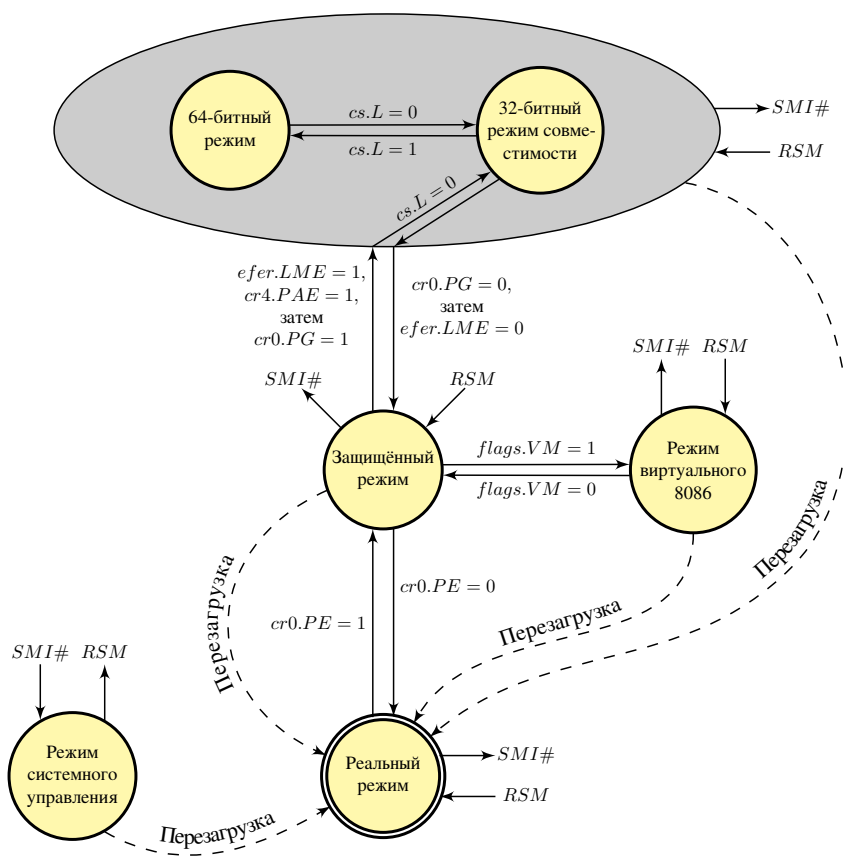 64-битный
режим
cs.L = 0
cs.L = 1
32-битный
режим совме-
стимости
SMI#
RSM
cs.L = 0
efer.LME = 1,
cr4.PAE = 1,
затем
cr0.PG = 1
cr0.PG = 0,
затем
efer.LME = 0
SMI#
RSM
SMI# RSM
Защищённый
режим
flags.VM = 1
flags.VM = 0
Режим
виртуального
8086
Перезагрузка
Перезагрузка
Перезагрузка
cr0.PE = 1
cr0.PE = 0
SMI# RSM
Режим
системного
управления
Перезагрузка
Реальный
режим
SMI#
RSM